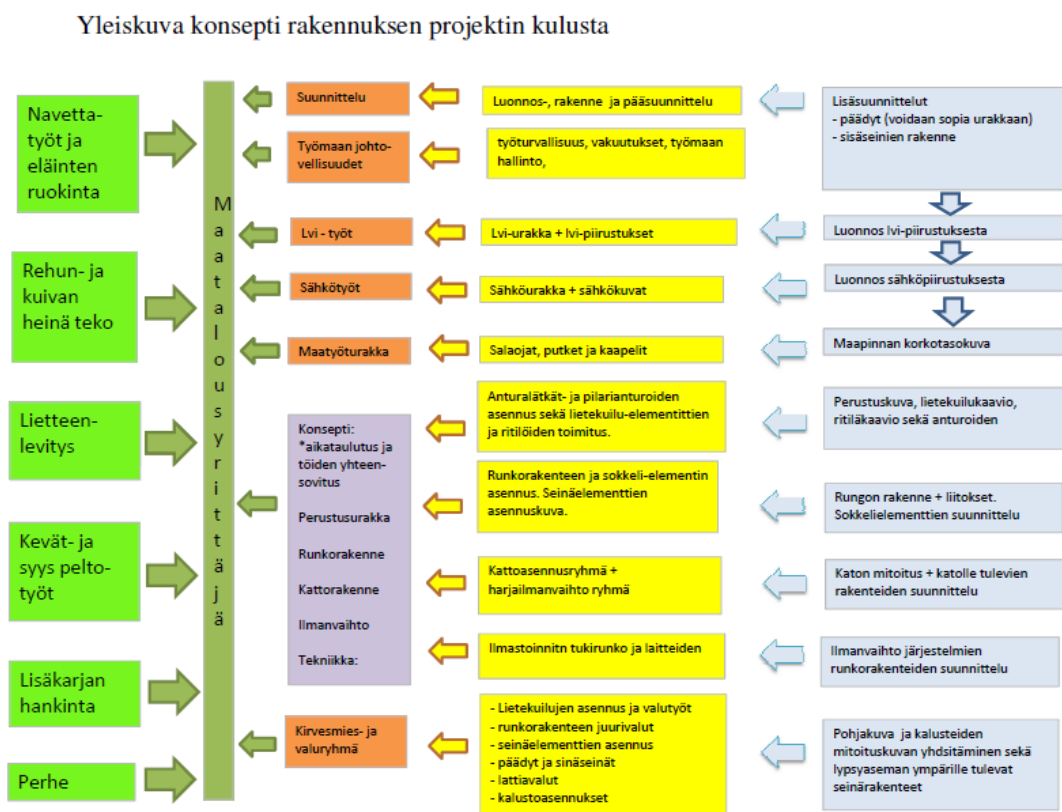 Yleiskuva konsepti rakennuksen projektin kulusta
Navetta-
työt ja
eläinten
ruokinta
Rehun- ja
kuivan
heinä teko
Lietteen-
levitys
Kevät- ja
syys pelto-
työt
Lisäkarjan
hankinta
Perhe
Maatalousyrittäjä
Suunnittelu
Työmaan johto-
vellisuudet
Lvi - työt
Sähkötyöt
Maatyöturakka
Konsepti:
*aikataulutus ja
töiden yhteen-
sovitus
Perustusurakka
Runkorakenne
Kattorakenne
Ilmanvaihto
Tekniikka:
Kirvesmies- ja
valuryhmä
Luonnos-, rakenne ja pääsuunnittelu
työturvallisuus, vakuutukset, työmaan
hallinto,
Lvi-urakka + lvi-piirustukset
Sähköurakka + sähkökuvat
Salaojat, putket ja kaapelit
Anturalätkät- ja pilarianturoiden
asennus sekä lietekuilu-elementittien
ja ritilöiden toimitus.
Runkorakenteen ja sokkeli-elementin
asennus. Seinäelementtien
asennuskuva.
Kattoasennusryhmä +
harjailmanvaihto ryhmä
Ilmastoinnitn tukirunko ja laitteiden
- Lietekuilujen asennus ja valutyöt
- runkorakenteen juurivalut
- seinäelementtien asennus
- päädyt ja sinäseinät
- lattiavalut
- kalustoasennukset
Lisäsuunnittelut
- päädyt (voidaan sopia urakkaan)
- sisäseinien rakenne
Luonnos lvi-piirustuksesta
Luonnos sähköpiirustuksesta
Maapinnan korkotasokuva
Perustuskuva, lietekuilukaavio,
ritiläkaavio sekä anturoiden
Rungon rakenne + liitokset.
Sokkelielementtien suunnittelu
Katon mitoitus + katolle tulevien
rakenteiden suunnittelu
Ilmanvaihto järjestelmien
runkorakenteiden suunnittelu
Pohjakuva ja kalusteiden
mitoituskuvan yhdsitäminen sekä
lypsyaseman ympärille tulevat
seinärakenteet